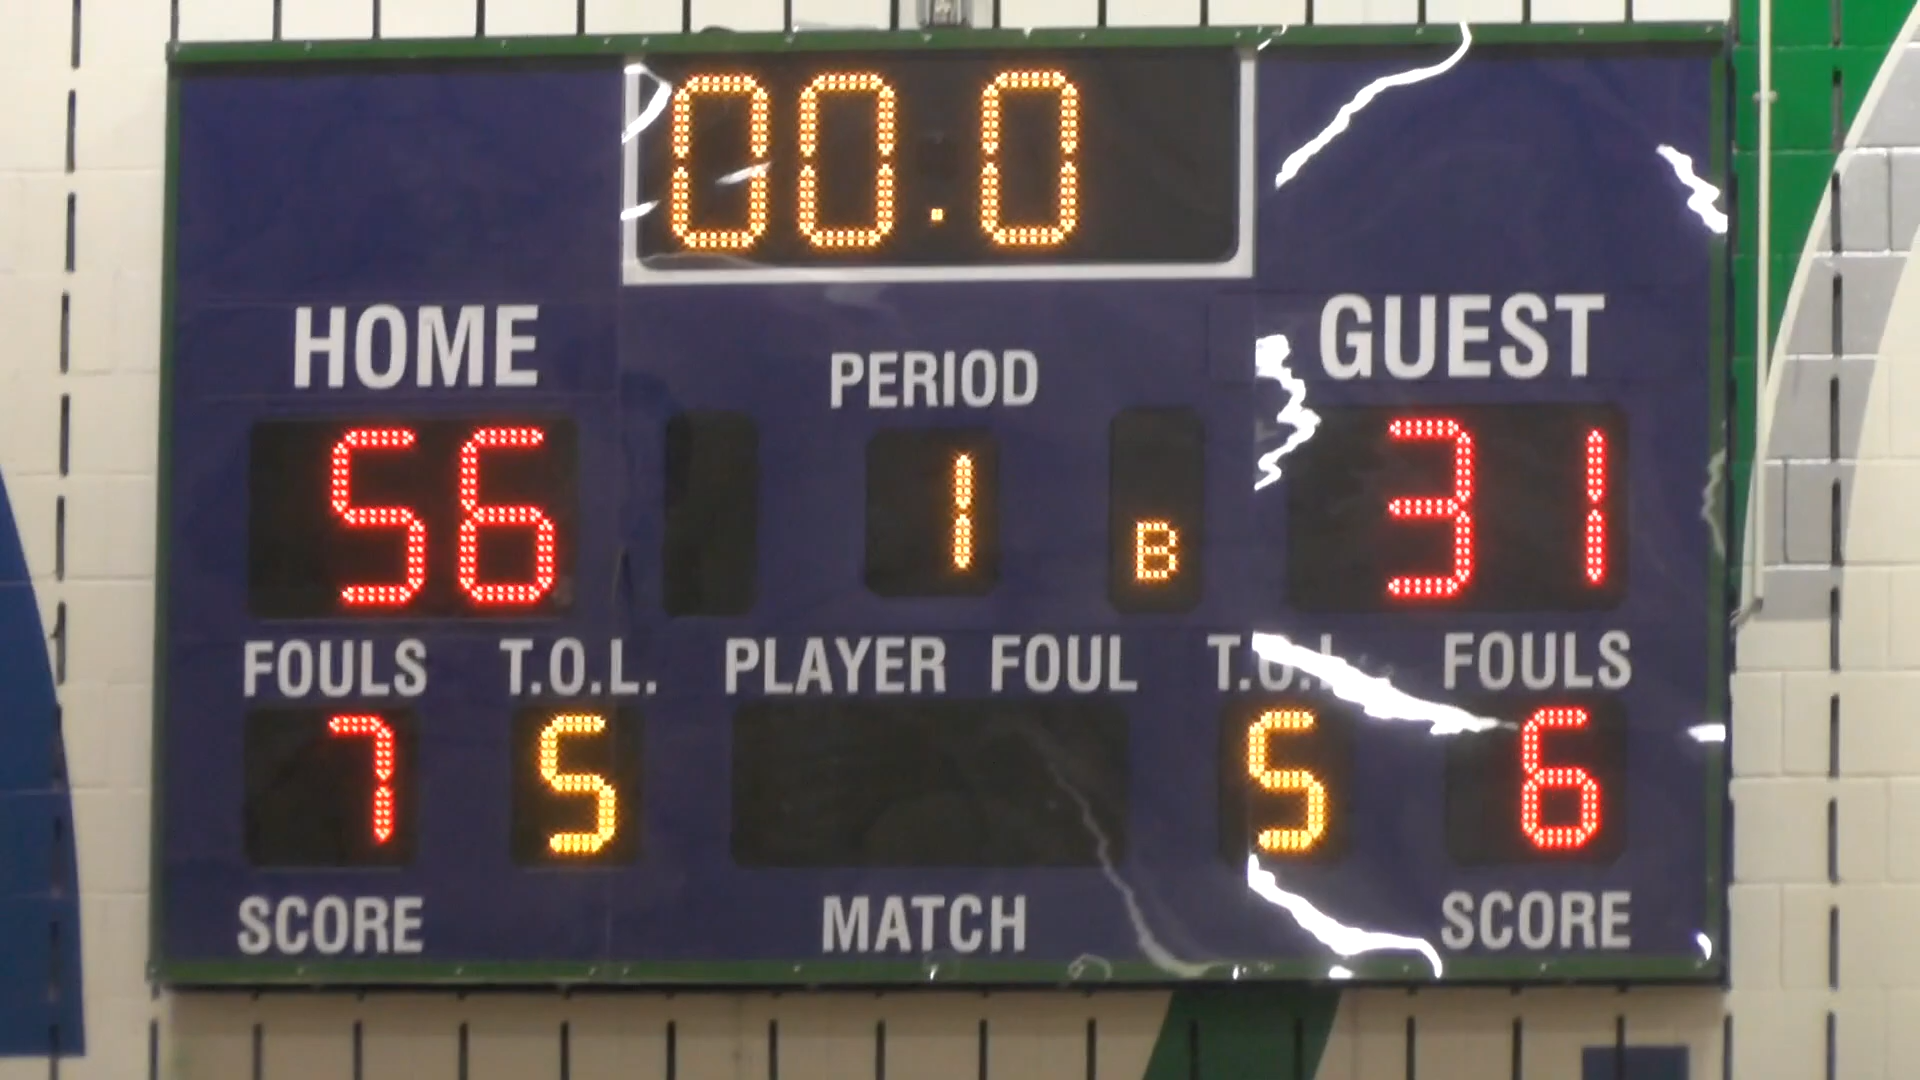 00.0
HOME PERIOD GUEST
56 1 B 31
FOULS T.O.L. PLAYER FOUL T.O.L. FOULS
7 5 5 6
SCORE MATCH SCORE